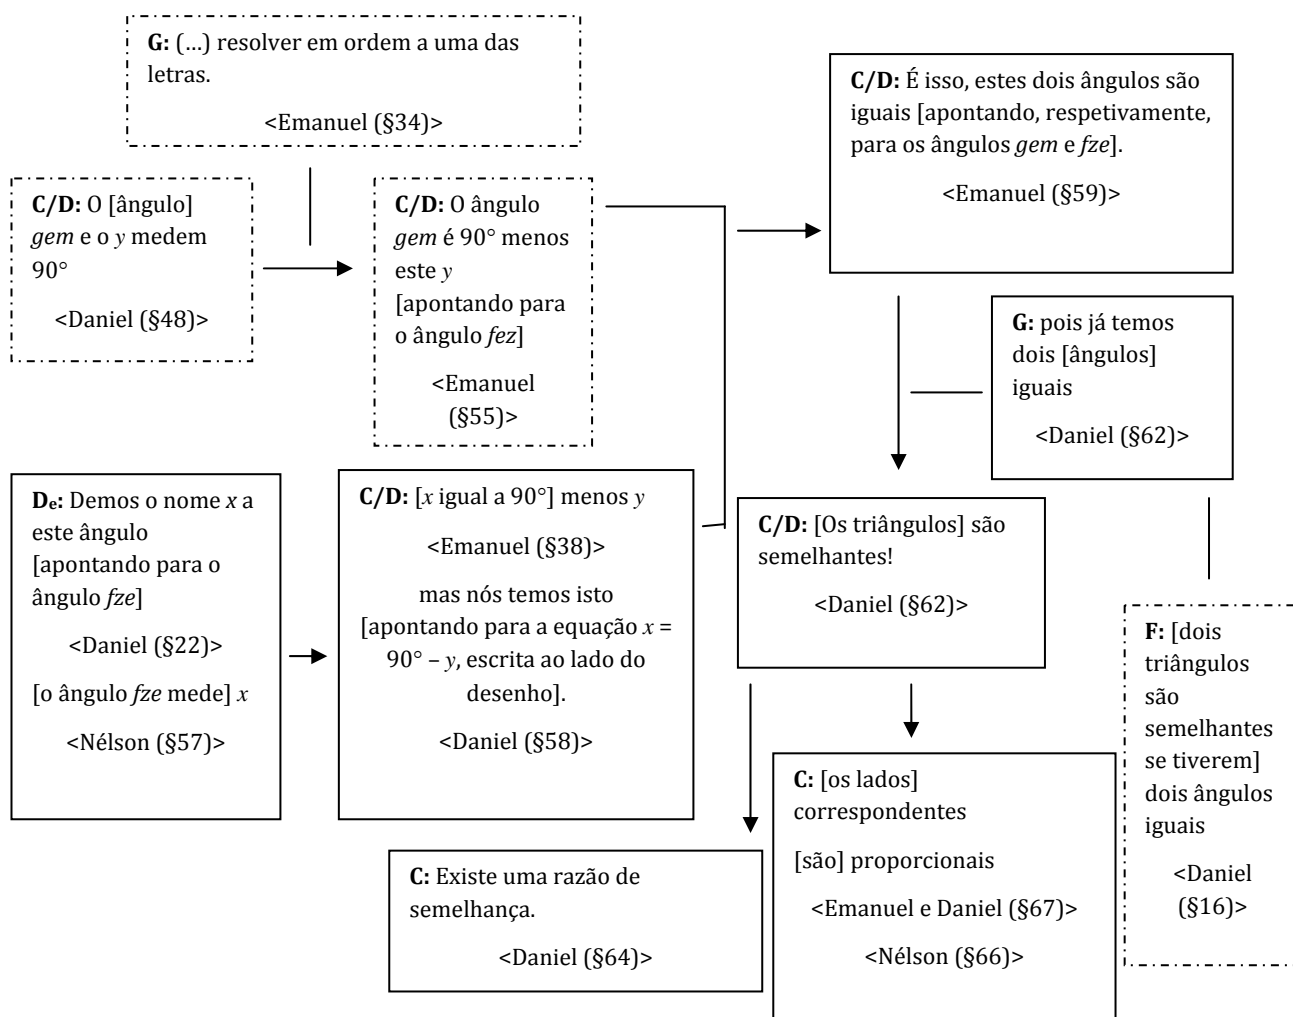 G: (…) resolver em ordem a uma das
letras.
<Emanuel (§34)>
C/D: É isso, estes dois ângulos são
iguais [apontando, respetivamente,
para os ângulos gem e fze].
<Emanuel (§59)>
C/D: O [ângulo]
gem e o y medem
90°
<Daniel (§48)>
C/D: O ângulo
gem é 90° menos
este y
[apontando para
o ângulo fez]
<Emanuel
(§55)>
G: pois já temos
dois [ângulos]
iguais
<Daniel (§62)>
De: Demos o nome x a
este ângulo
[apontando para o
ângulo fze]
<Daniel (§22)>
[o ângulo fze mede] x
<Nélson (§57)>
C/D: [x igual a 90°] menos y
<Emanuel (§38)>
mas nós temos isto
[apontando para a equação x =
90° – y, escrita ao lado do
desenho].
<Daniel (§58)>
C/D: [Os triângulos] são
semelhantes!
<Daniel (§62)>
F: [dois
triângulos
são
semelhantes
se tiverem]
dois ângulos
iguais
<Daniel
(§16)>
C: [os lados]
correspondentes
[são] proporcionais
<Emanuel e Daniel (§67)>
<Nélson (§66)>
C: Existe uma razão de
semelhança.
<Daniel (§64)>